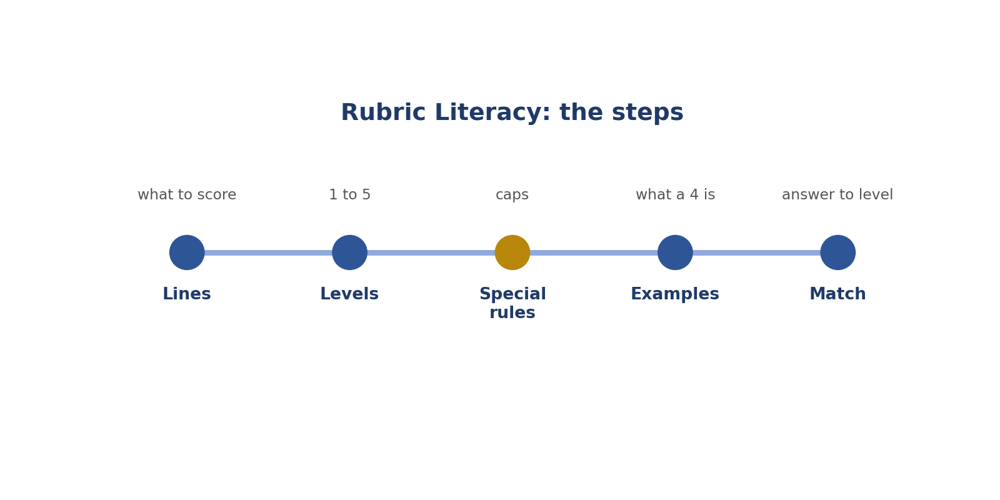 Rubric Literacy: the steps
what to score
1 to 5
caps
what a 4 is
answer to level
Lines
Levels
Special
rules
Examples
Match